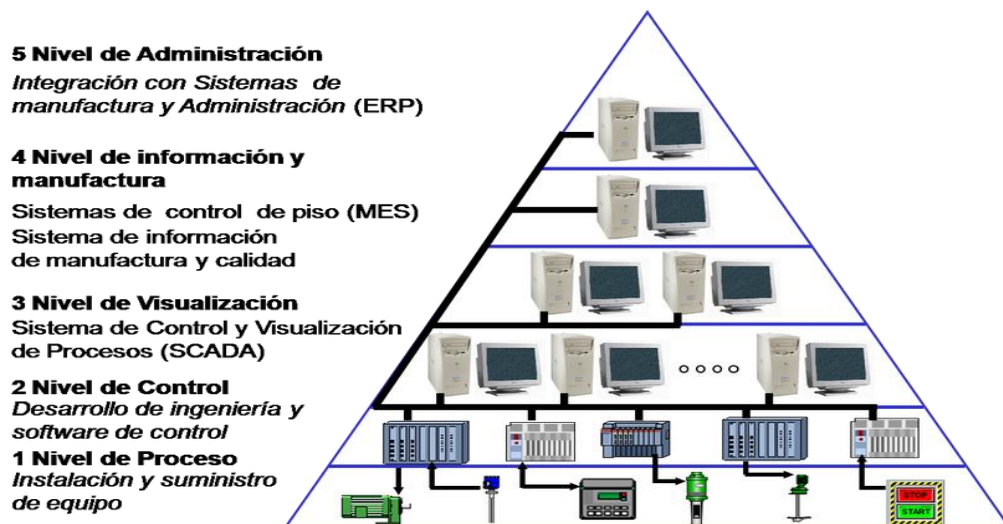 5 Nivel de Administración
Integración con Sistemas de
manufactura y Administración (ERP)
4 Nivel de información y
manufactura
Sistemas de control de piso (MES)
Sistema de información
de manufactura y calidad
3 Nivel de Visualización
Sistema de Control y Visualización
de Procesos (SCADA)
2 Nivel de Control
Desarrollo de ingeniería y
software de control
1 Nivel de Proceso
Instalación y suministro
de equipo
STOP
START